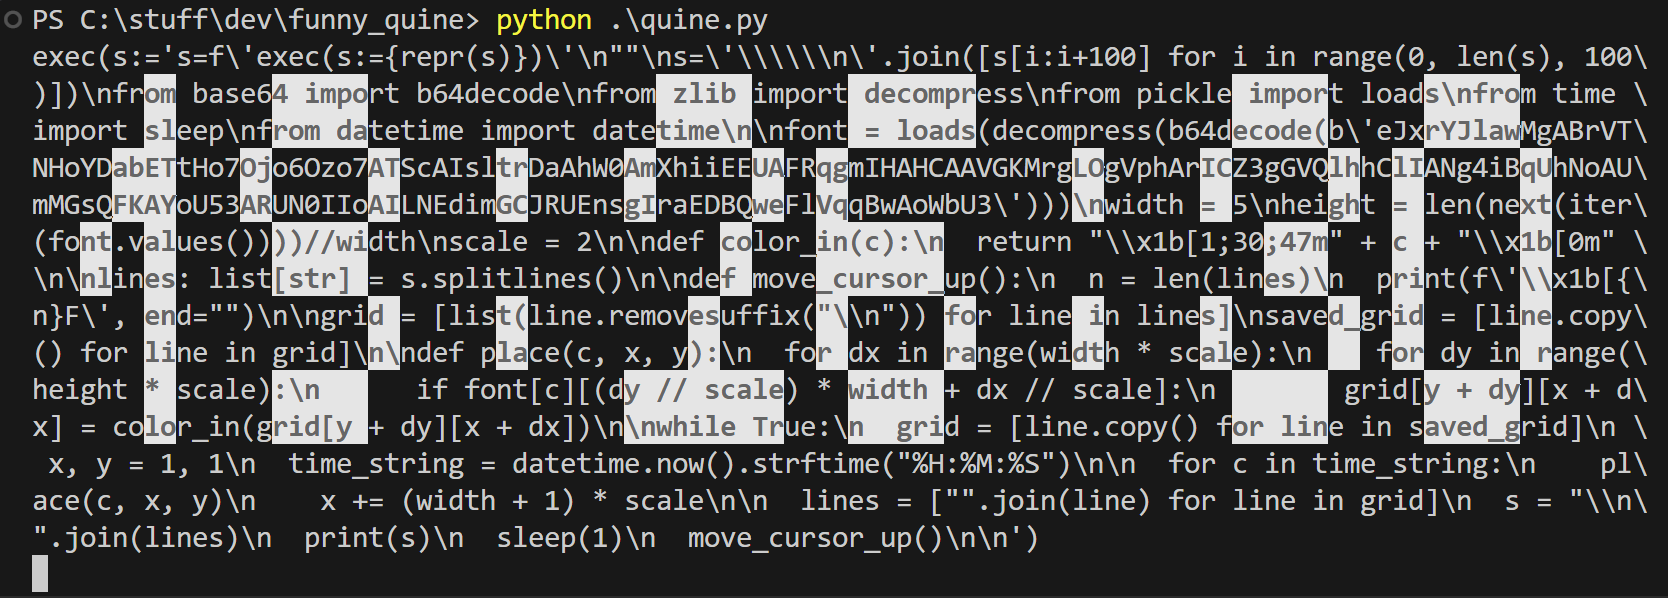 PS C:\stuff\dev\funny_quine> python .\quine.py
exec(s:='s=f\'exec(s:={repr(s)})\'\n""\ns=\'\\\\\\n\'.join([s[i:i+100] for i in range(0, len(s), 100\
)])\nfrom base64 import b64decode\nfrom zlib import decompress\nfrom pickle import loads\nfrom time \
import sleep\nfrom datetime import datetime\n\nfont = loads(decompress(b64decode(b\'eJxrYJlawMgABrVT\
NHoYDabETtHo7Ojo6Ozo7ATScAIsltrDaAhW0AmXhiiEEUAFRqgmIHAHCAAVGKMrgLOgVphArICZ3gGVQlhhClIANg4iBqUhNoAU\
mMGsQFKAYoU53ARUN0IIoAILNEdimGCJRUEnsgIraEDBQweFlVqqBwAoWbU3\')))\nwidth = 5\nheight = len(next(iter\
(font.values())))//width\nscale = 2\n\ndef color_in(c):\n  return "\\x1b[1;30;47m" + c + "\\x1b[0m" \
\n\nlines: list[str] = s.splitlines()\n\ndef move_cursor_up():\n  n = len(lines)\n  print(f\'\\x1b[{\
n}F\', end="")\n\ngrid = [list(line.removesuffix("\\n")) for line in lines]\nsaved_grid = [line.copy\
() for line in grid]\n\ndef place(c, x, y):\n  for dx in range(width * scale):\n    for dy in range(\
height * scale):\n      if font[c][(dy // scale) * width + dx // scale]:\n        grid[y + dy][x + d\
x] = color_in(grid[y + dy][x + dx])\n\nwhile True:\n  grid = [line.copy() for line in saved_grid]\n \
 x, y = 1, 1\n  time_string = datetime.now().strftime("%H:%M:%S")\n\n  for c in time_string:\n    pl\
ace(c, x, y)\n    x += (width + 1) * scale\n\n  lines = ["".join(line) for line in grid]\n  s = "\\n\
".join(lines)\n  print(s)\n  sleep(1)\n  move_cursor_up()\n\n')